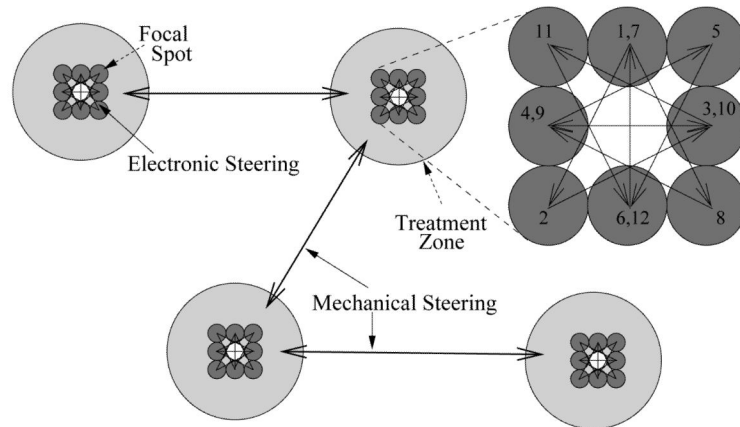 Focal
Spot
Electronic Steering
Treatment
Zone
Mechanical Steering
11
1,7
5
4,9
3,10
2
6,12
8